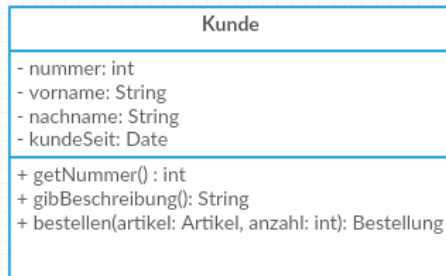 Kunde
- nummer: int
- vorname: String
- nachname: String
- kundeSeit: Date
+ getNummer() : int
+ gibBeschreibung(): String
+ bestellen(artikel: Artikel, anzahl: int): Bestellung